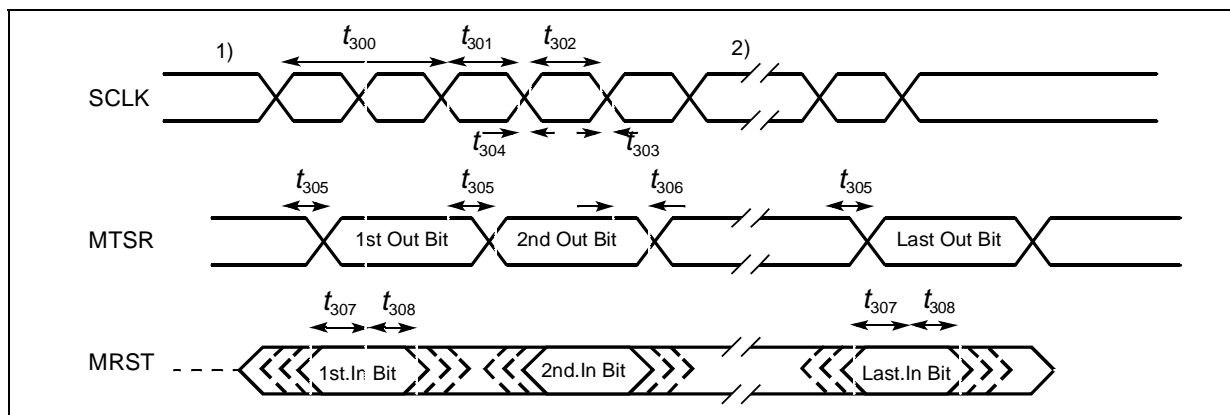 1) t300 t301 t302 2)
SCLK
t304 t303
t305 t305 t306 t305
MTSR 1st Out Bit 2nd Out Bit Last Out Bit
t307 t308 t307 t308
MRST 1st.In Bit 2nd.In Bit Last.In Bit